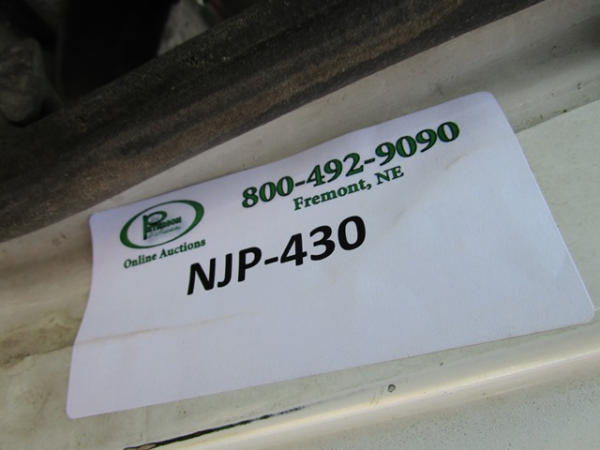 800-492-9090
Fremont, NE
Online Auctions
NJP-430